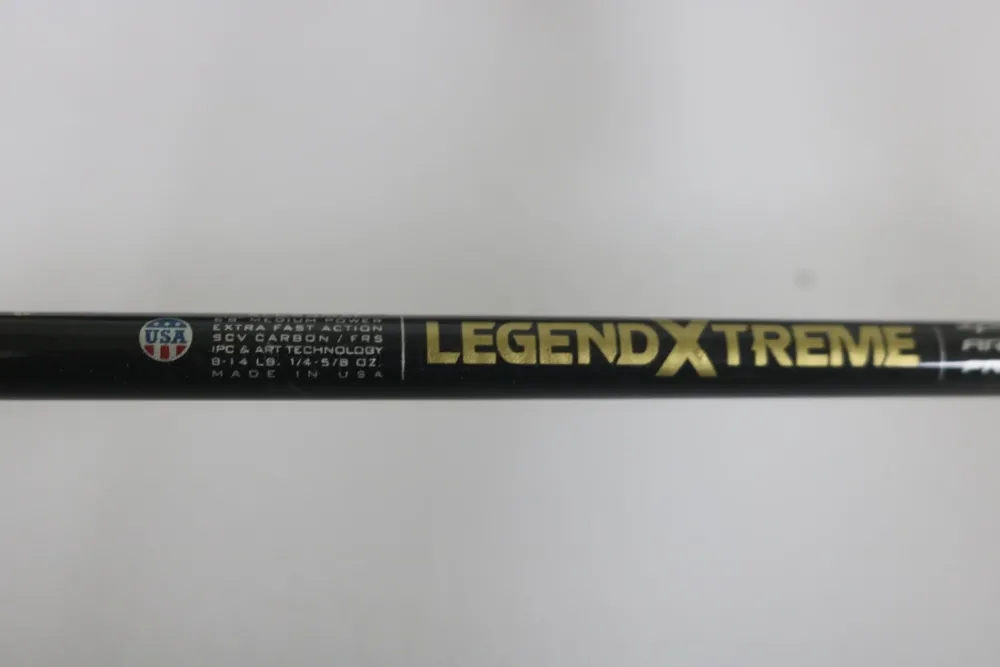 USA
MEDIUM POWER
EXTRA FAST ACTION
SCV CARBON / FRS
IPC & ART TECHNOLOGY
8-14 LB. 1/4-5/8 OZ.
MADE IN USA
LEGENDXTREME